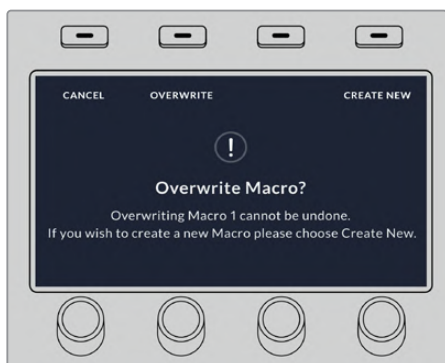 CANCEL OVERWRITE CREATE NEW
!
Overwrite Macro?
Overwriting Macro 1 cannot be undone.
If you wish to create a new Macro please choose Create New.